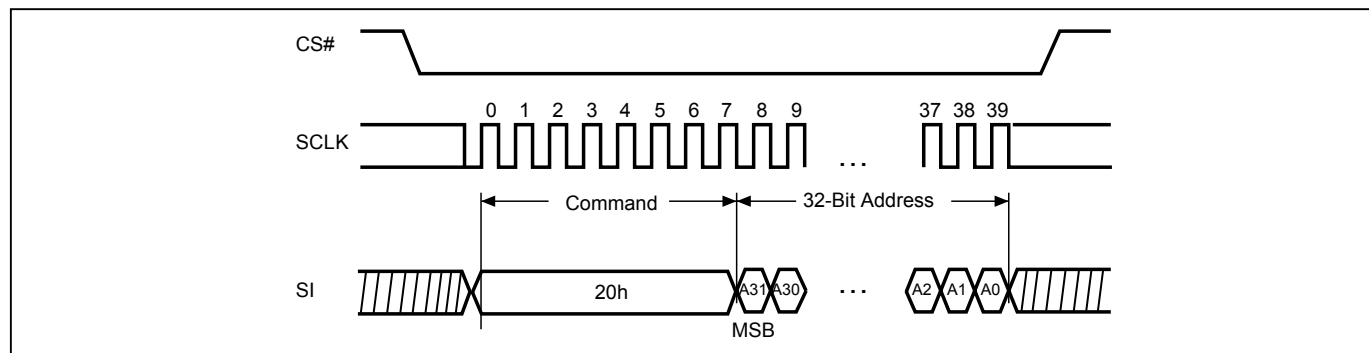 CS#
0 1 2 3 4 5 6 7 8 9 37 38 39
SCLK
...
Command 32-Bit Address
SI 20h A31 A30 ... A2 A1 A0
MSB